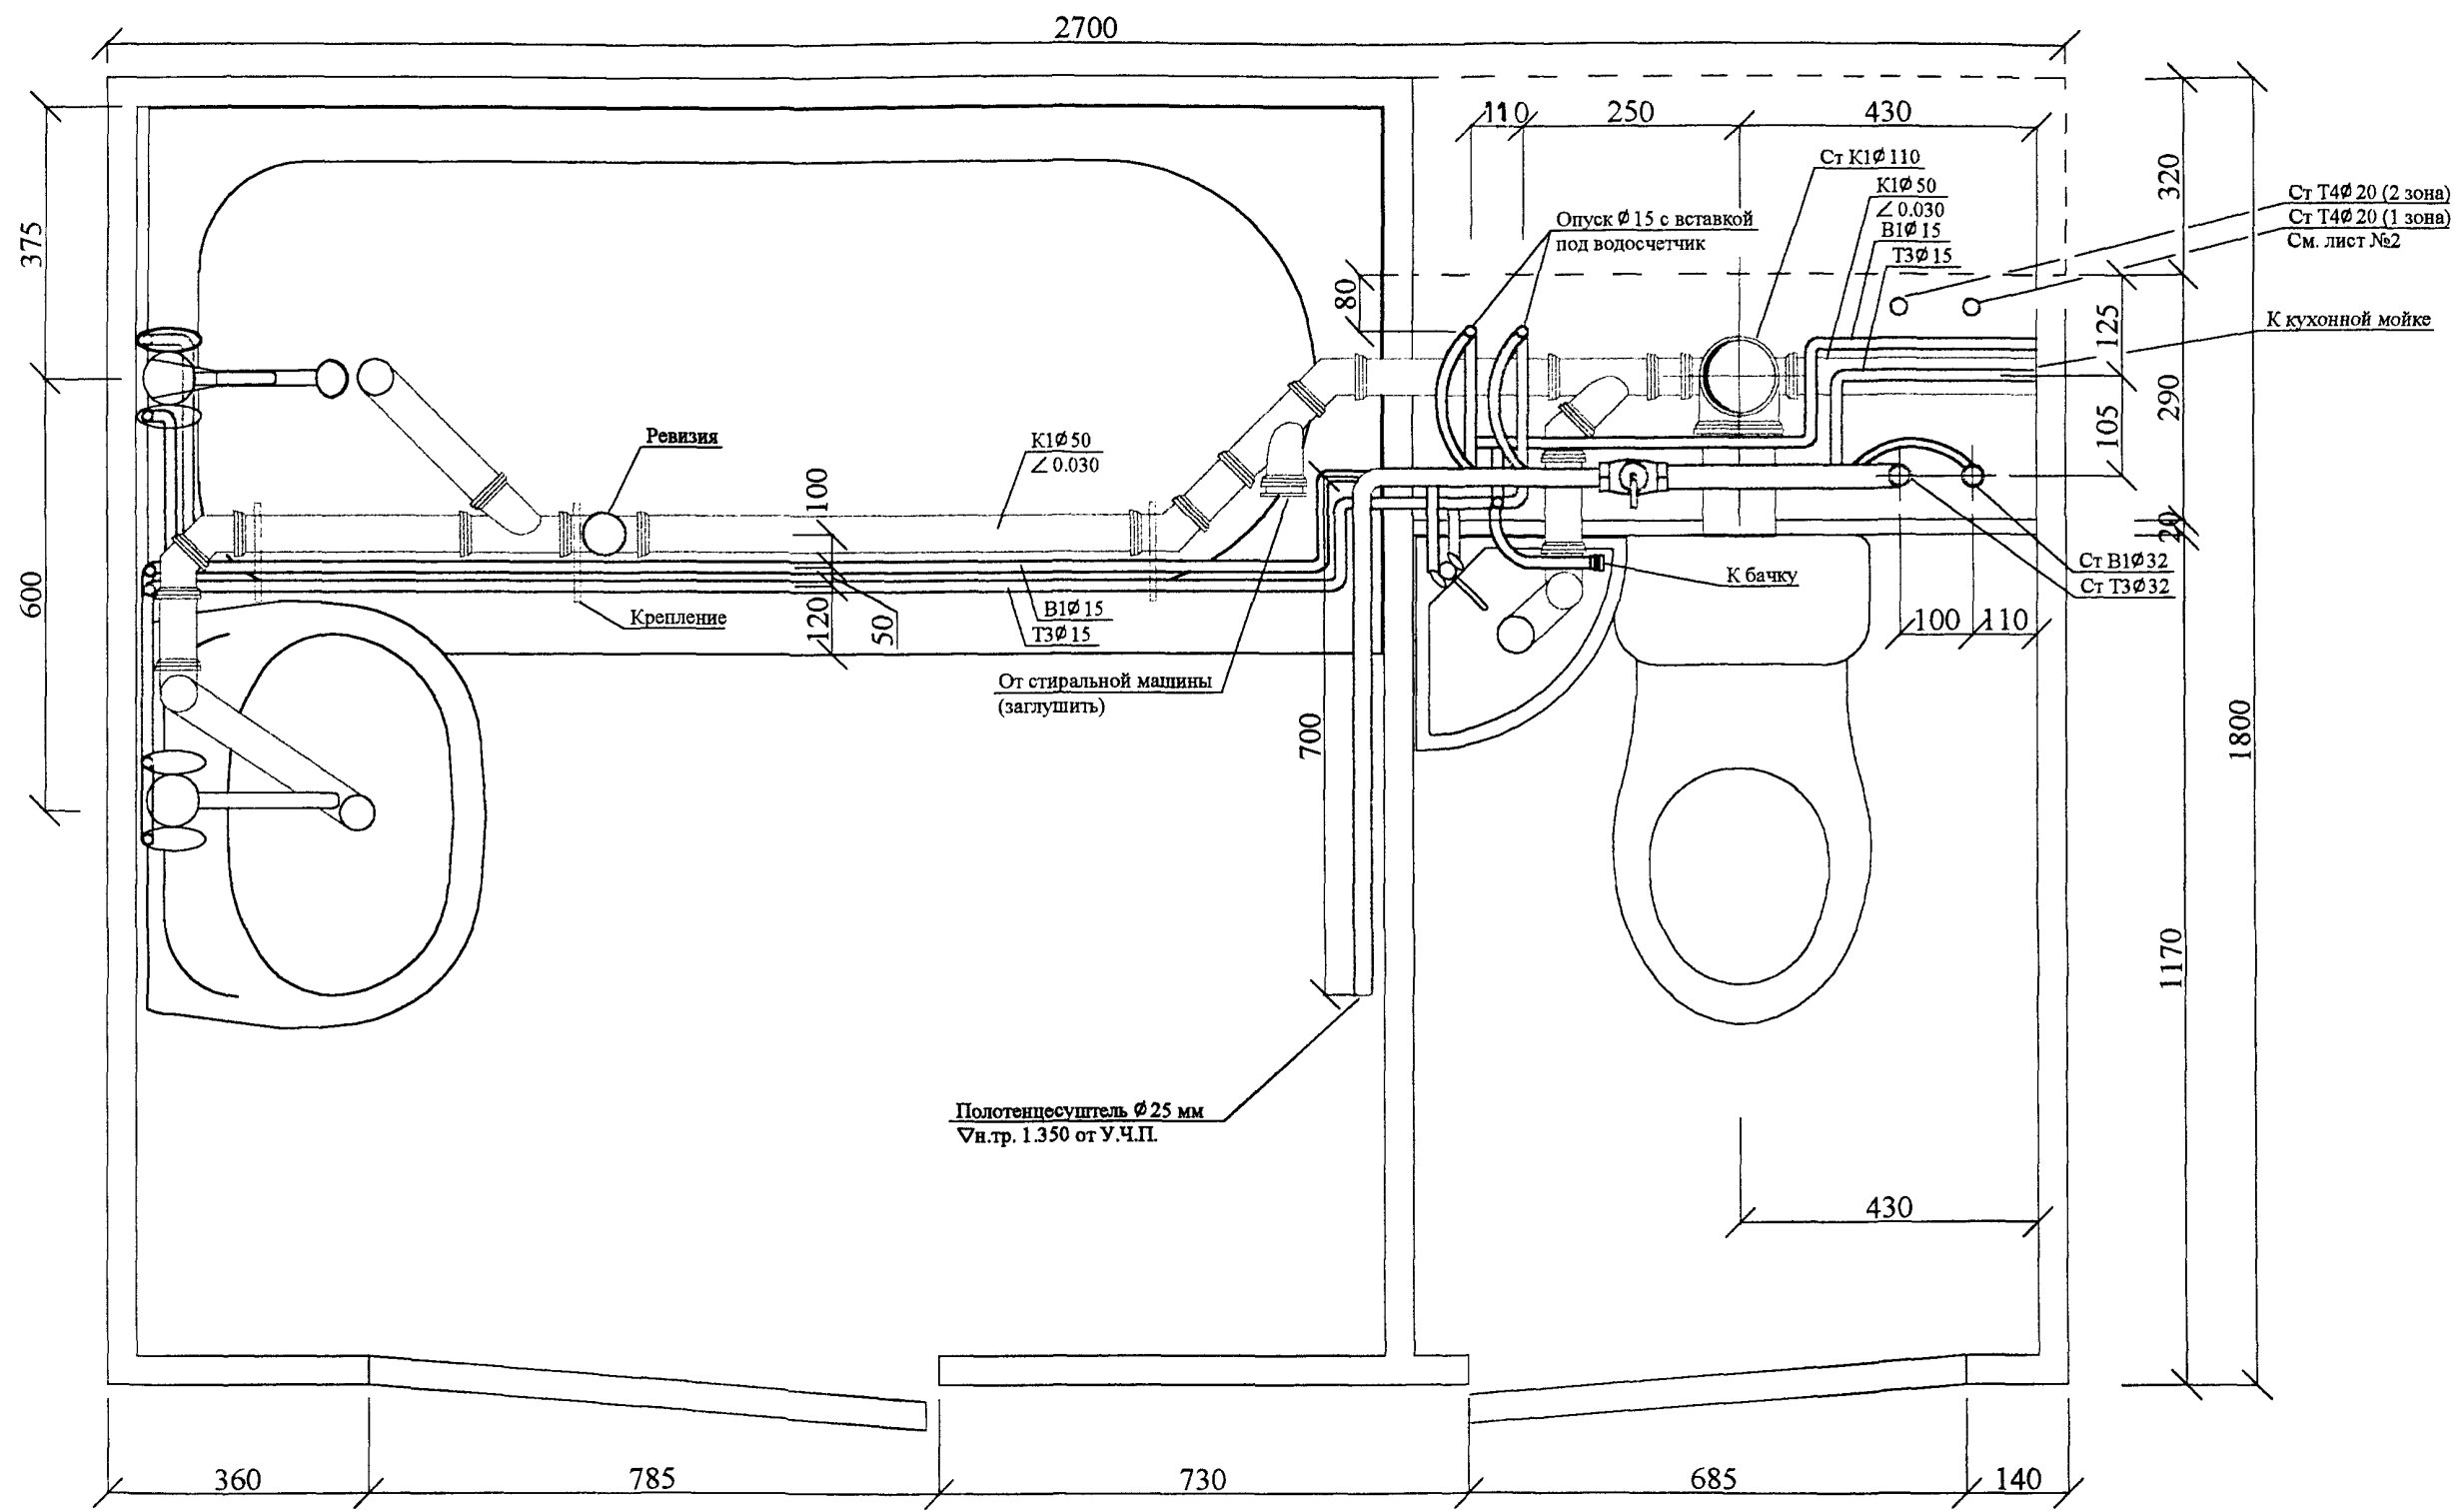 2700
110
250
430
Ст К1Ø110
К1Ø50
∠0.030
В1Ø15
Т3Ø15
Опуск Ø15 с вставкой
под водосчетчик
320
Ст Т4Ø20 (2 зона)
Ст Т4Ø20 (1 зона)
См. лист №2
К кухонной мойке
375
80
125
290
105
Ревизия
К1Ø50
∠0.030
100
20
600
Крепление
В1Ø15
Т3Ø15
120
50
К бачку
Ст В1Ø32
Ст Т3Ø32
100
110
От стиральной машины
(заглушить)
700
1800
1170
Полотенцесушитель Ø25 мм
▽н.тр. 1.350 от У.Ч.П.
430
360
785
730
685
140